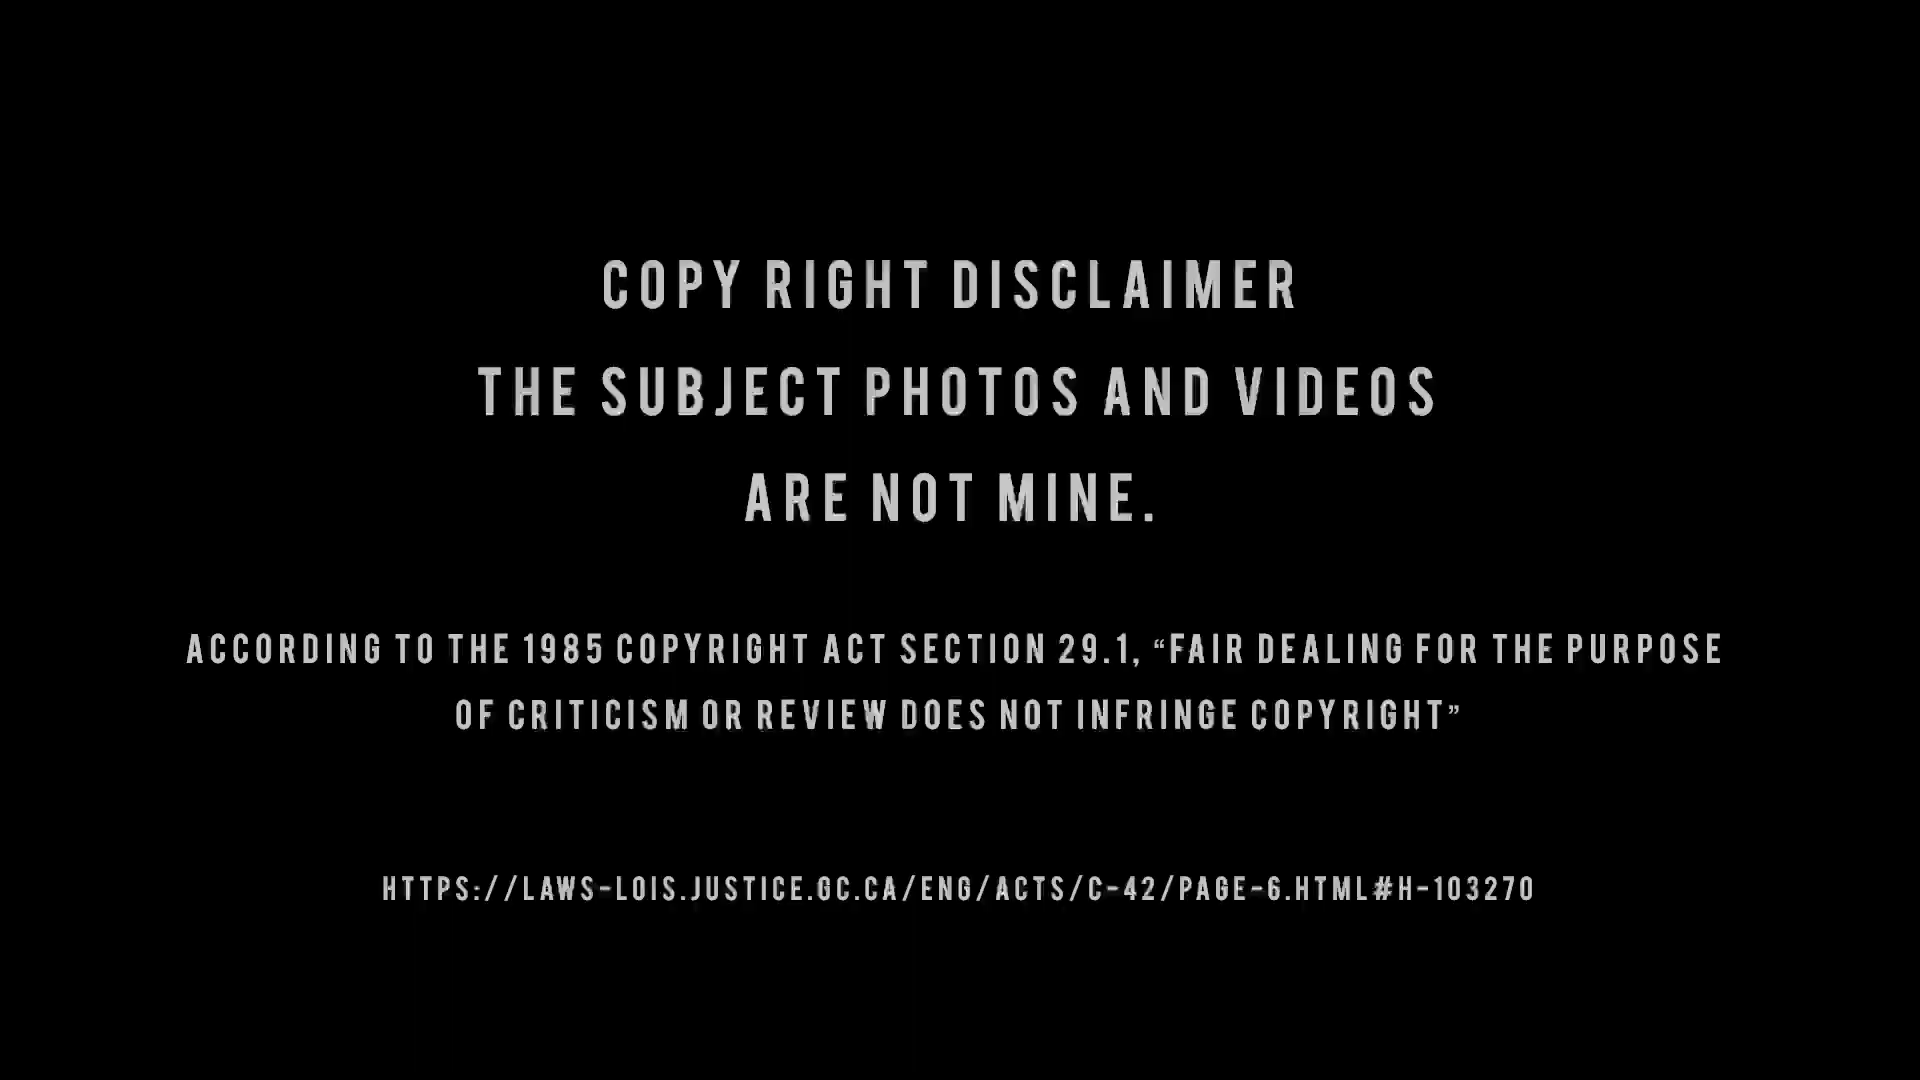 COPY RIGHT DISCLAIMER
THE SUBJECT PHOTOS AND VIDEOS
ARE NOT MINE.
ACCORDING TO THE 1985 COPYRIGHT ACT SECTION 29.1, “FAIR DEALING FOR THE PURPOSE
OF CRITICISM OR REVIEW DOES NOT INFRINGE COPYRIGHT”
HTTPS://LAWS-LOIS.JUSTICE.GC.CA/ENG/ACTS/C-42/PAGE-6.HTML#H-103270